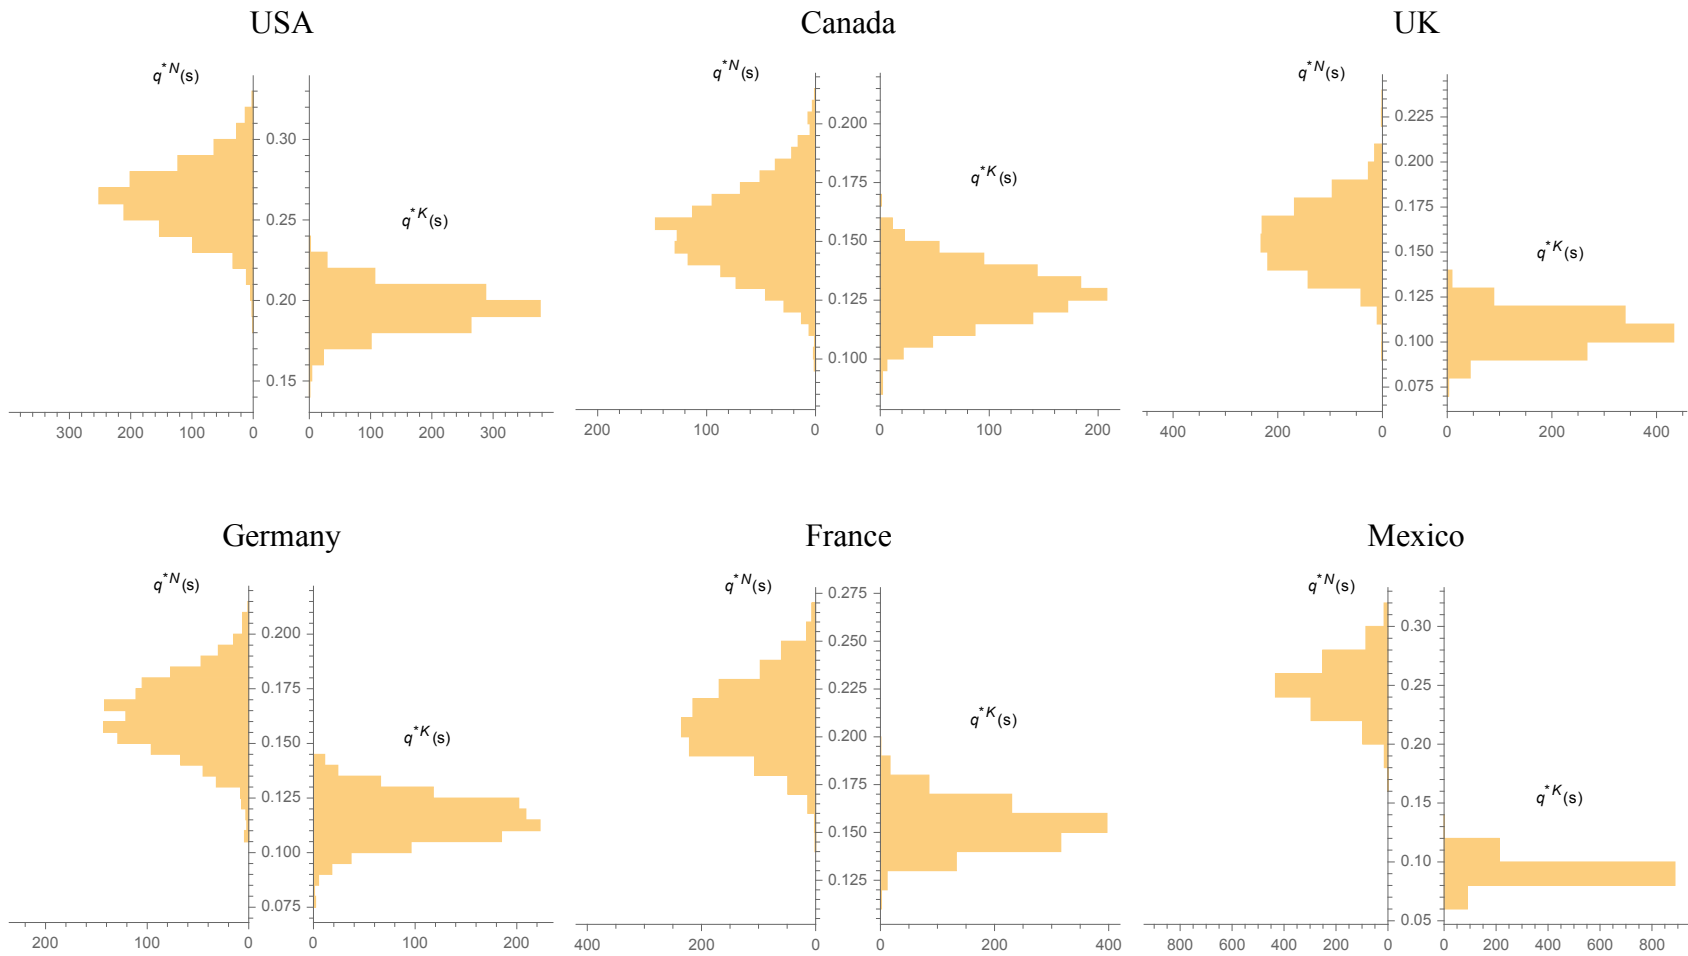 USA
q*N(s)
q*K(s)
0.30
0.25
0.20
0.15
300 200 100 0
0 100 200 300
Canada
q*N(s)
q*K(s)
0.200
0.175
0.150
0.125
0.100
200 100 0
0 100 200
UK
q*N(s)
q*K(s)
0.225
0.200
0.175
0.150
0.125
0.100
0.075
400 200 0
0 200 400
Germany
q*N(s)
q*K(s)
0.200
0.175
0.150
0.125
0.100
0.075
200 100 0
0 100 200
France
q*N(s)
q*K(s)
0.275
0.250
0.225
0.200
0.175
0.150
0.125
400 200 0
0 200 400
Mexico
q*N(s)
q*K(s)
0.30
0.25
0.20
0.15
0.10
0.05
800 600 400 200 0
0 200 400 600 800